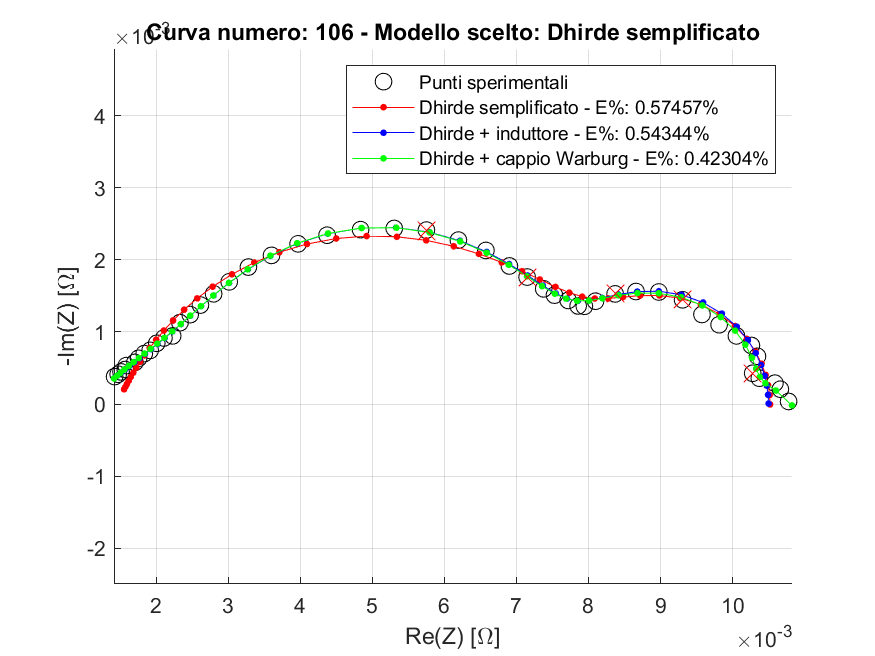 ×10-3
Curva numero: 106 - Modello scelto: Dhirde semplificato
Punti sperimentali
Dhirde semplificato - E%: 0.57457%
Dhirde + induttore - E%: 0.54344%
Dhirde + cappio Warburg - E%: 0.42304%
4
3
2
1
0
-1
-2
-Im(Z) [Ω]
2 3 4 5 6 7 8 9 10
Re(Z) [Ω]
×10-3